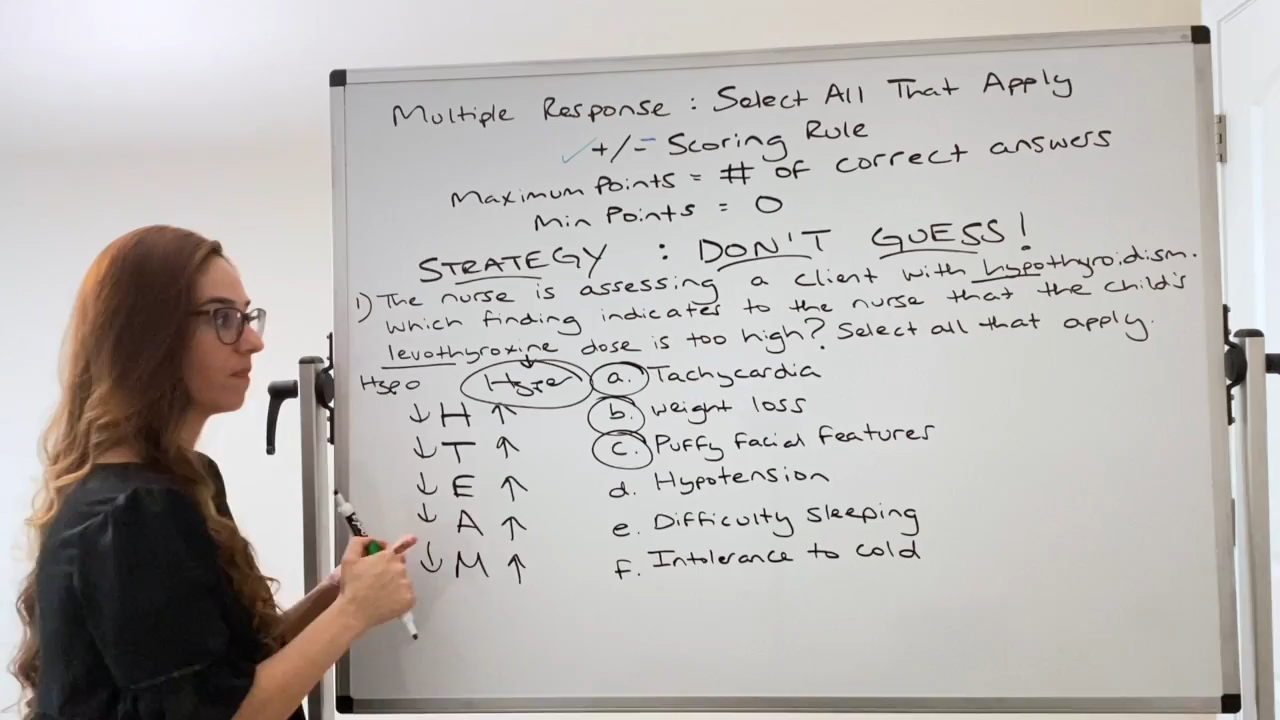 Multiple Response : Select All That Apply
✓ +/- Scoring Rule
Maximum Points = # of correct answers
Min Points = 0
STRATEGY : DON'T GUESS!
1) The nurse is assessing a client with hypothyroidism.
which finding indicates to the nurse that the child's
levothyroxine dose is too high? Select all that apply.
Hypo Hyper a. Tachycardia
↓ H ↑ b. weight loss
↓ T ↑ c. Puffy facial features
↓ E ↑ d. Hypotension
↓ A ↑ e. Difficulty sleeping
↓ M ↑ f. Intolerance to cold